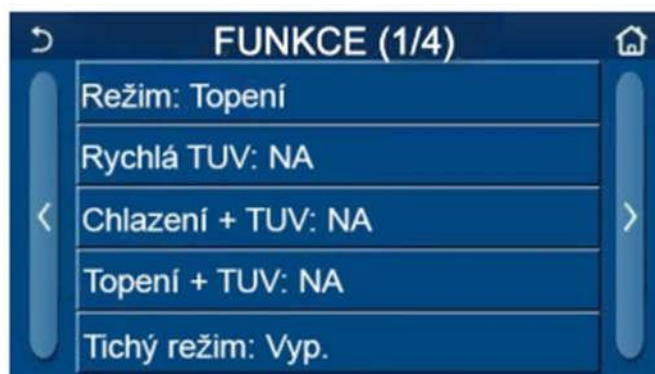 FUNKCE (1/4)
Režim: Topení
Rychlá TUV: NA
Chlazení + TUV: NA
Topení + TUV: NA
Tichý režim: Vyp.